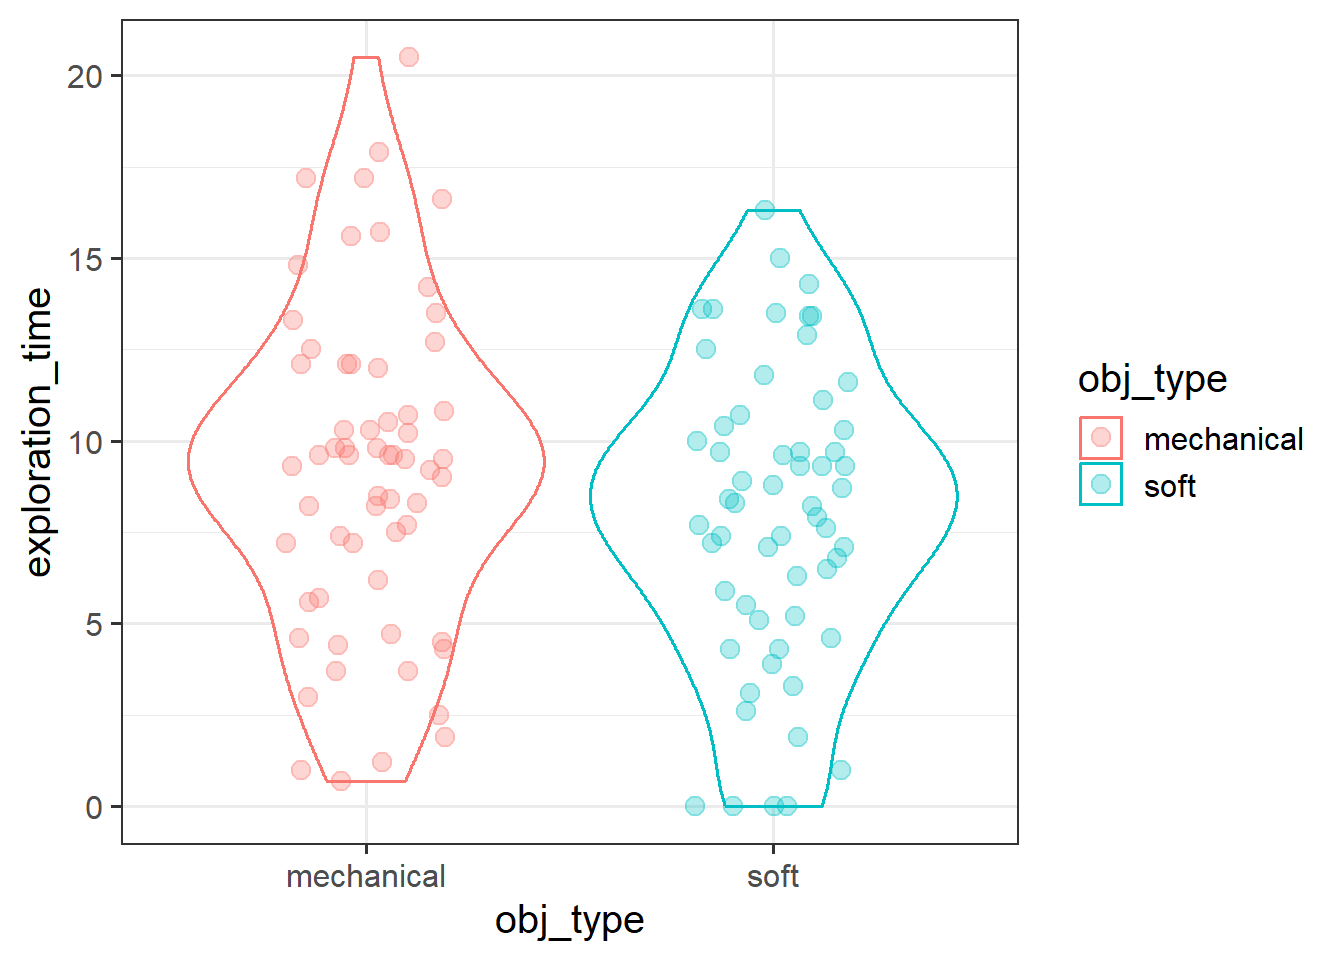 exploration_time
20
15
10
5
0
mechanical
soft
obj_type
obj_type
mechanical
soft